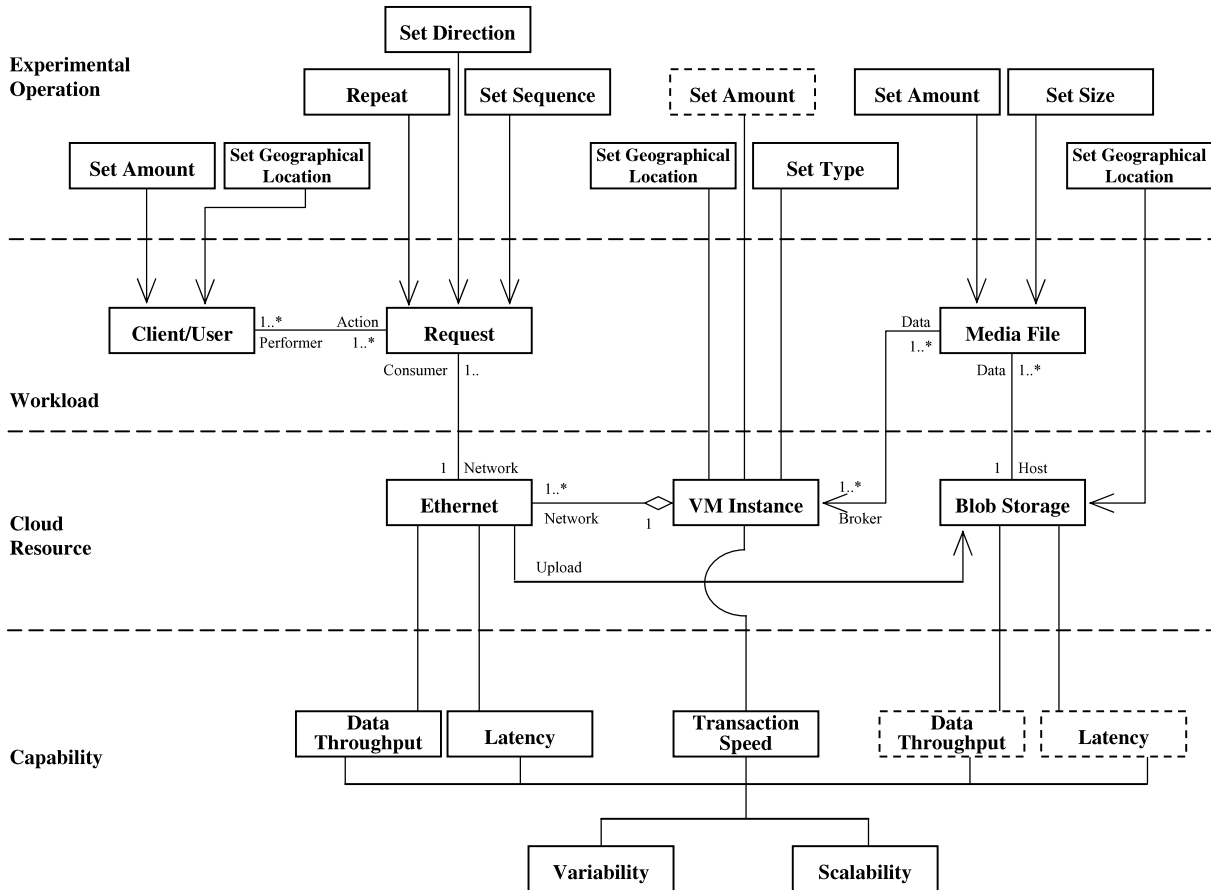 Set Direction
Experimental
Operation
Repeat
Set Sequence
Set Amount
Set Amount
Set Size
Set Amount
Set Geographical
Location
Set Geographical
Location
Set Type
Set Geographical
Location
Client/User
1..*
Performer
Action
1..*
Request
Data
1..*
Media File
Consumer
1..
Data
1..*
Workload
1
Network
1
Host
Cloud
Resource
Ethernet
1..*
Network
1
VM Instance
1..*
Broker
Blob Storage
Upload
Capability
Data
Throughput
Latency
Transaction
Speed
Data
Throughput
Latency
Variability
Scalability